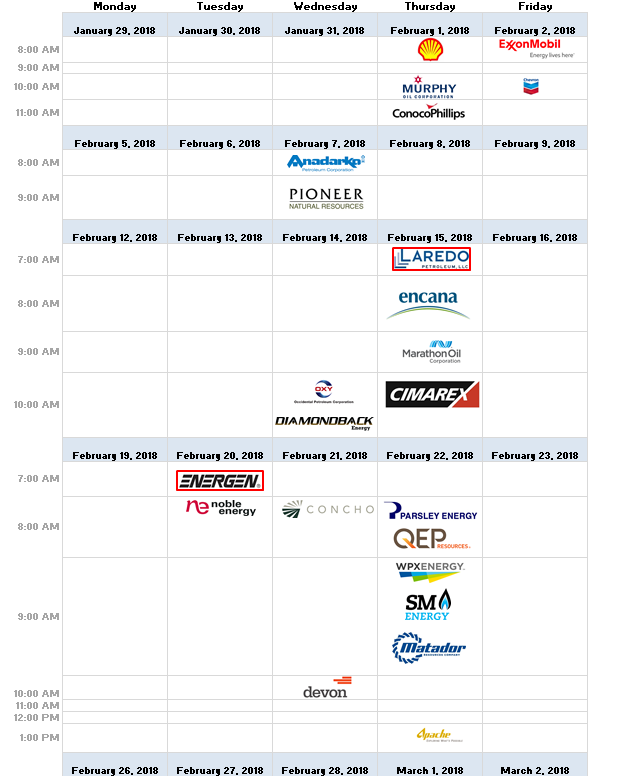 Monday Tuesday Wednesday Thursday Friday
January 29, 2018 January 30, 2018 January 31, 2018 February 1, 2018 February 2, 2018
8:00 AM ExxonMobil
Energy lives here™
9:00 AM
10:00 AM MURPHY Chevron
OIL CORPORATION
11:00 AM ConocoPhillips
February 5, 2018 February 6, 2018 February 7, 2018 February 8, 2018 February 9, 2018
8:00 AM Anadarko
Petroleum Corporation
9:00 AM PIONEER
NATURAL RESOURCES
February 12, 2018 February 13, 2018 February 14, 2018 February 15, 2018 February 16, 2018
7:00 AM LAREDO
PETROLEUM, LLC
8:00 AM encana
9:00 AM Marathon Oil
Corporation
10:00 AM OXY CIMAREX
Occidental Petroleum Corporation
DIAMONDBACK
Energy
February 19, 2018 February 20, 2018 February 21, 2018 February 22, 2018 February 23, 2018
7:00 AM ENERGEN®
8:00 AM ne noble energy CONCHO PARSLEY ENERGY
QEP
RESOURCES
9:00 AM WPXENERGY
SM
ENERGY
Matador
RESOURCES COMPANY
10:00 AM devon
11:00 AM
12:00 PM
1:00 PM Apache
February 26, 2018 February 27, 2018 February 28, 2018 March 1, 2018 March 2, 2018